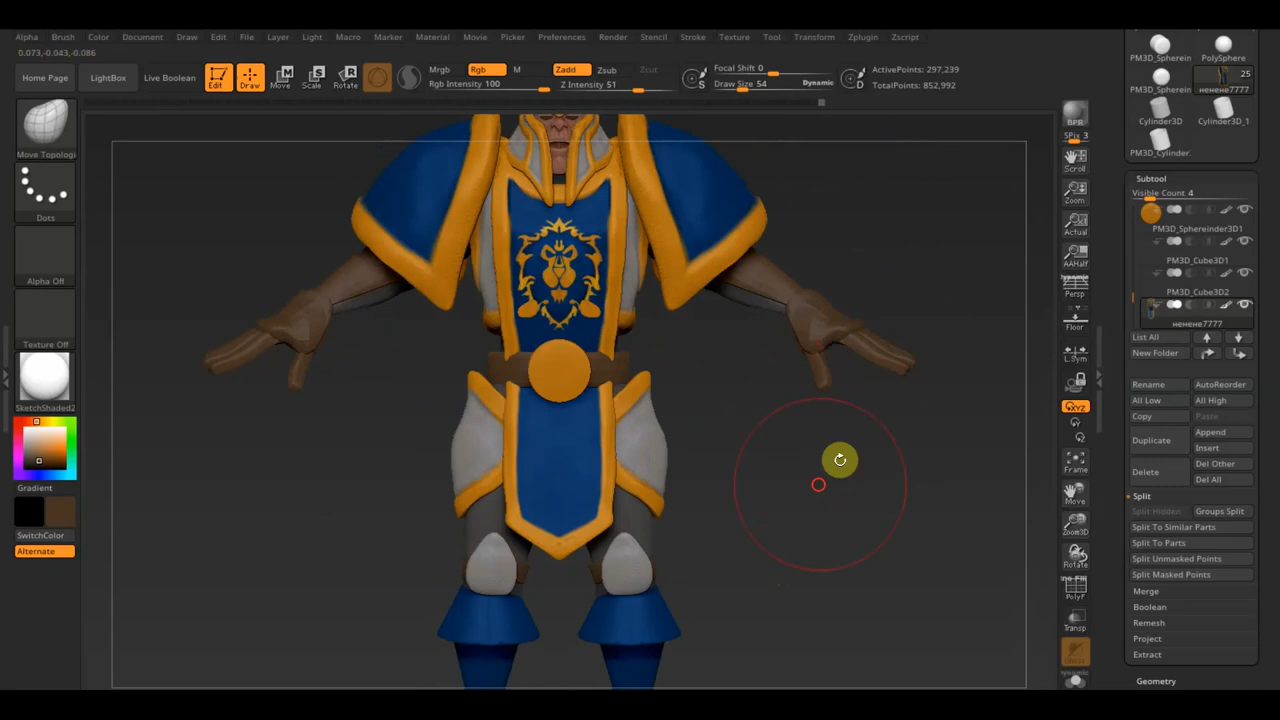 Alpha Brush Color Document Draw Edit File Layer Light Macro Marker Material Movie Picker Preferences Render Stencil Stroke Texture Tool Transform Zplugin Zscript
0.073,-0.043,-0.086
Home Page LightBox Live Boolean Edit Draw Move Scale Rotate
Mrgb Rgb M Zadd Zsub Zcut
Rgb Intensity 100 Z Intensity 51
S Focal Shift 0
Draw Size 54 Dynamic
D ActivePoints: 297,239
TotalPoints: 852,992
Move Topologi
Dots
Alpha Off
Texture Off
SketchShaded2
Gradient
SwitchColor
Alternate
BPR
SPix 3
Scroll
Zoom
Actual
AAHalf
Persp
Floor
L.Sym
XYZ
Frame
Move
Zoom3D
Rotate
PolyF
Transp
PM3D_Spherein PolySphere
25
PM3D_Spherein ненене7777
Cylinder3D Cylinder3D_1
PM3D_Cylinder.
Subtool
Visible Count 4
PM3D_Sphereinder3D1
PM3D_Cube3D1
PM3D_Cube3D2
ненене7777
List All
New Folder
Rename AutoReorder
All Low All High
Copy Paste
Duplicate Append
Insert
Delete Del Other
Del All
Split
Split Hidden Groups Split
Split To Similar Parts
Split To Parts
Split Unmasked Points
Split Masked Points
Merge
Boolean
Remesh
Project
Extract
Geometry